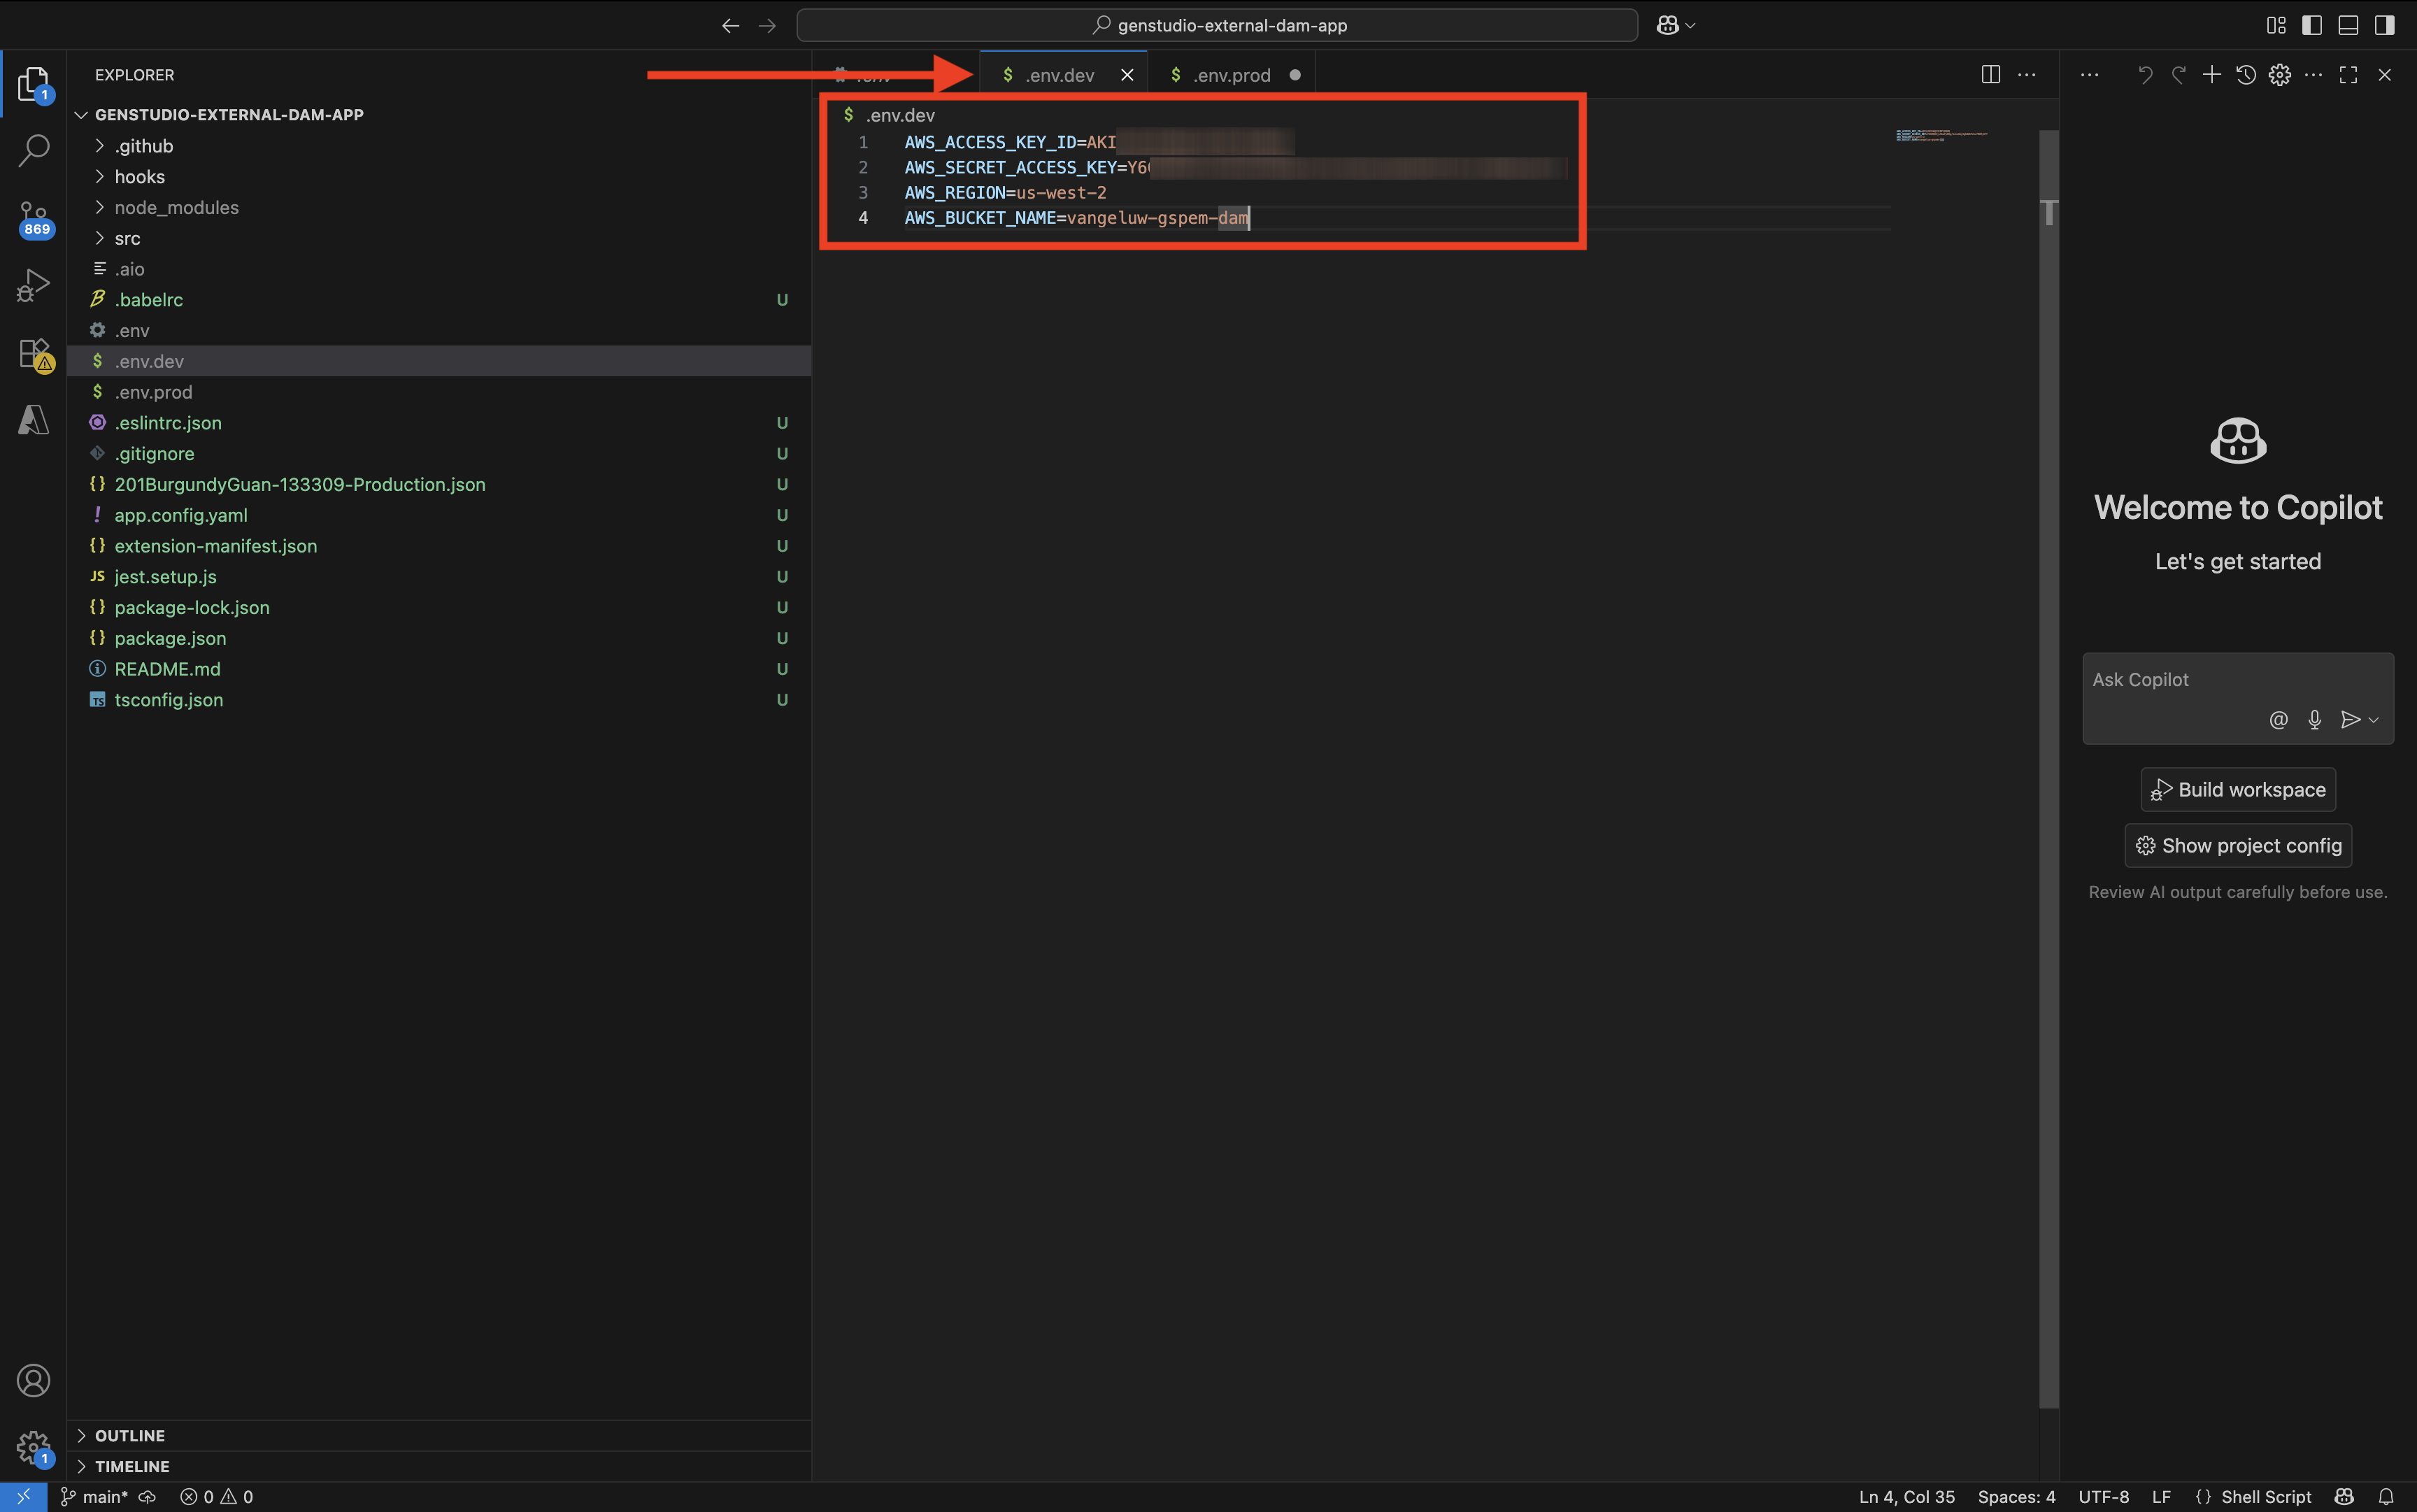 genstudio-external-dam-app
EXPLORER
GENSTUDIO-EXTERNAL-DAM-APP
.github
hooks
node_modules
src
.aio
.babelrc U
.env
.env.dev
.env.prod
.eslintrc.json U
.gitignore U
201BurgundyGuan-133309-Production.json U
app.config.yaml U
extension-manifest.json U
jest.setup.js U
package-lock.json U
package.json U
README.md U
tsconfig.json U
OUTLINE
TIMELINE
1
869
1
.env.dev
.env.prod
.env.dev
1 AWS_ACCESS_KEY_ID=AKI
2 AWS_SECRET_ACCESS_KEY=Y6
3 AWS_REGION=us-west-2
4 AWS_BUCKET_NAME=vangeluw-gspem-dam
Welcome to Copilot
Let's get started
Ask Copilot
Build workspace
Show project config
Review AI output carefully before use.
main* 0 0
Ln 4, Col 35 Spaces: 4 UTF-8 LF {} Shell Script